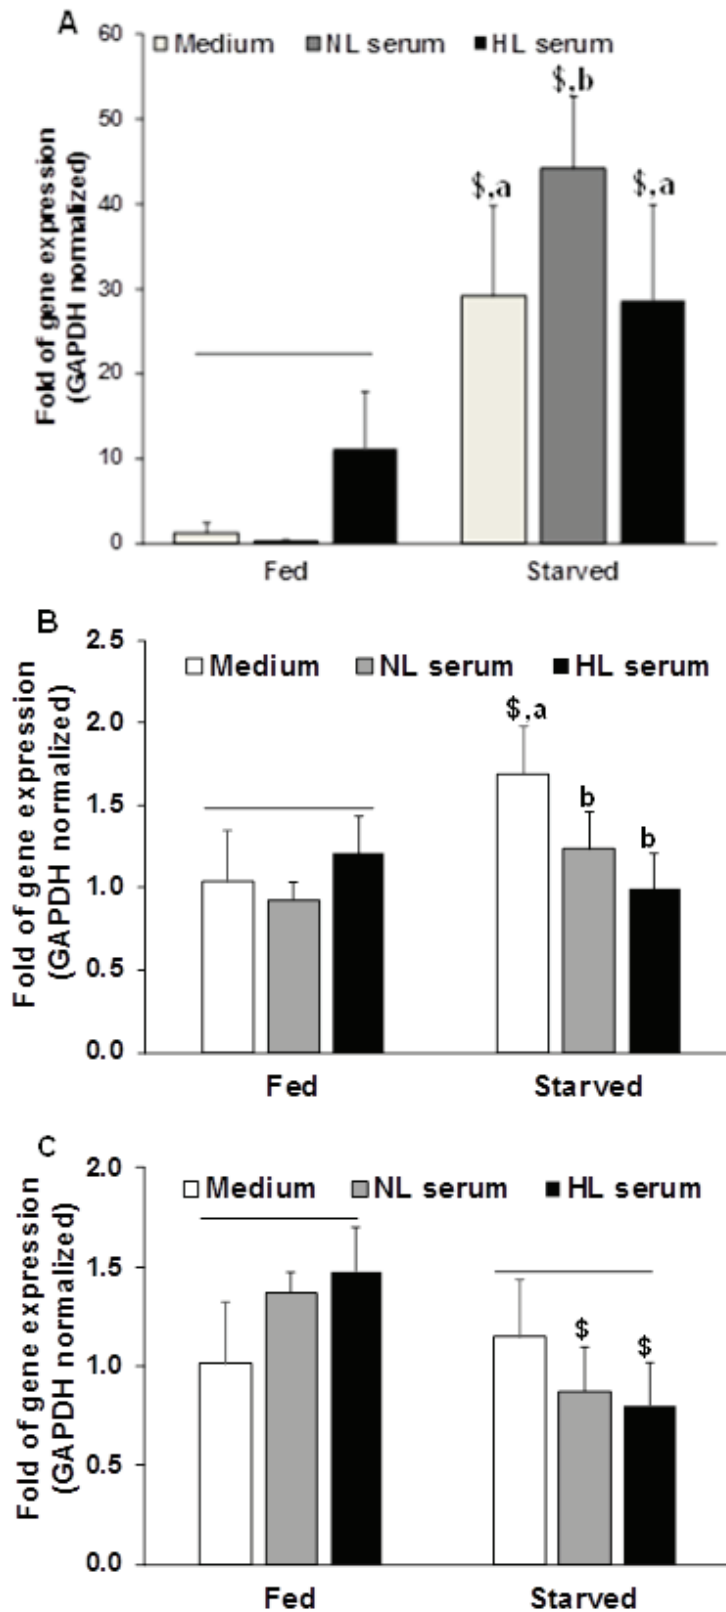 A
Medium NL serum HL serum
Fold of gene expression
(GAPDH normalized)
60
50
40
30
20
10
0
$,a
$,b
$,a
Fed Starved
B
Medium NL serum HL serum
Fold of gene expression
(GAPDH normalized)
2.5
2.0
1.5
1.0
0.5
0.0
$,a
b
b
Fed Starved
C
Medium NL serum HL serum
Fold of gene expression
(GAPDH normalized)
2.0
1.5
1.0
0.5
0.0
$
$
Fed Starved